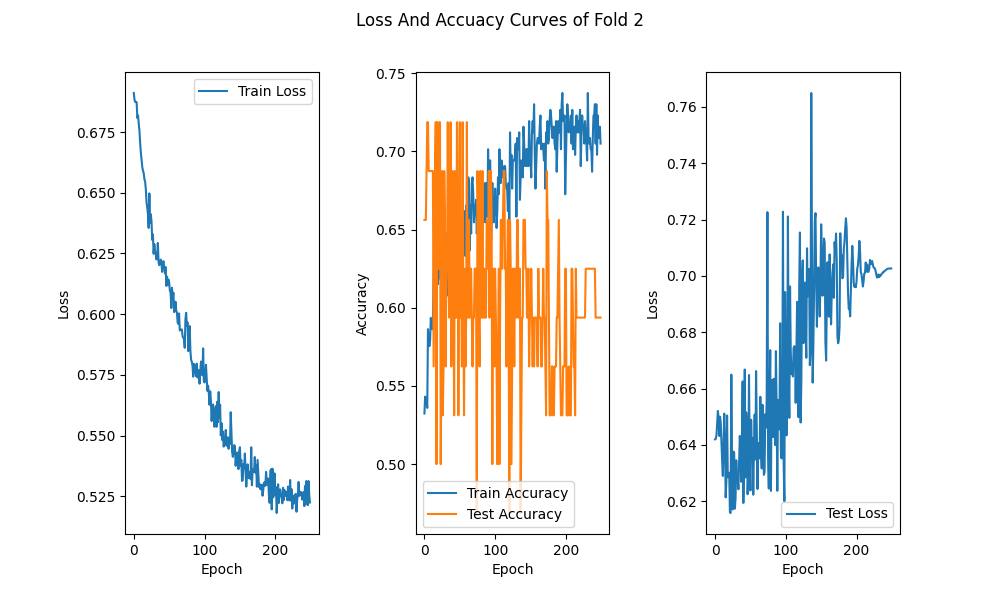 Loss And Accuacy Curves of Fold 2
Loss
0.675
0.650
0.625
0.600
0.575
0.550
0.525
0
100
200
Epoch
Train Loss
Accuracy
0.75
0.70
0.65
0.60
0.55
0.50
0
100
200
Epoch
Train Accuracy
Test Accuracy
Loss
0.76
0.74
0.72
0.70
0.68
0.66
0.64
0.62
0
100
200
Epoch
Test Loss